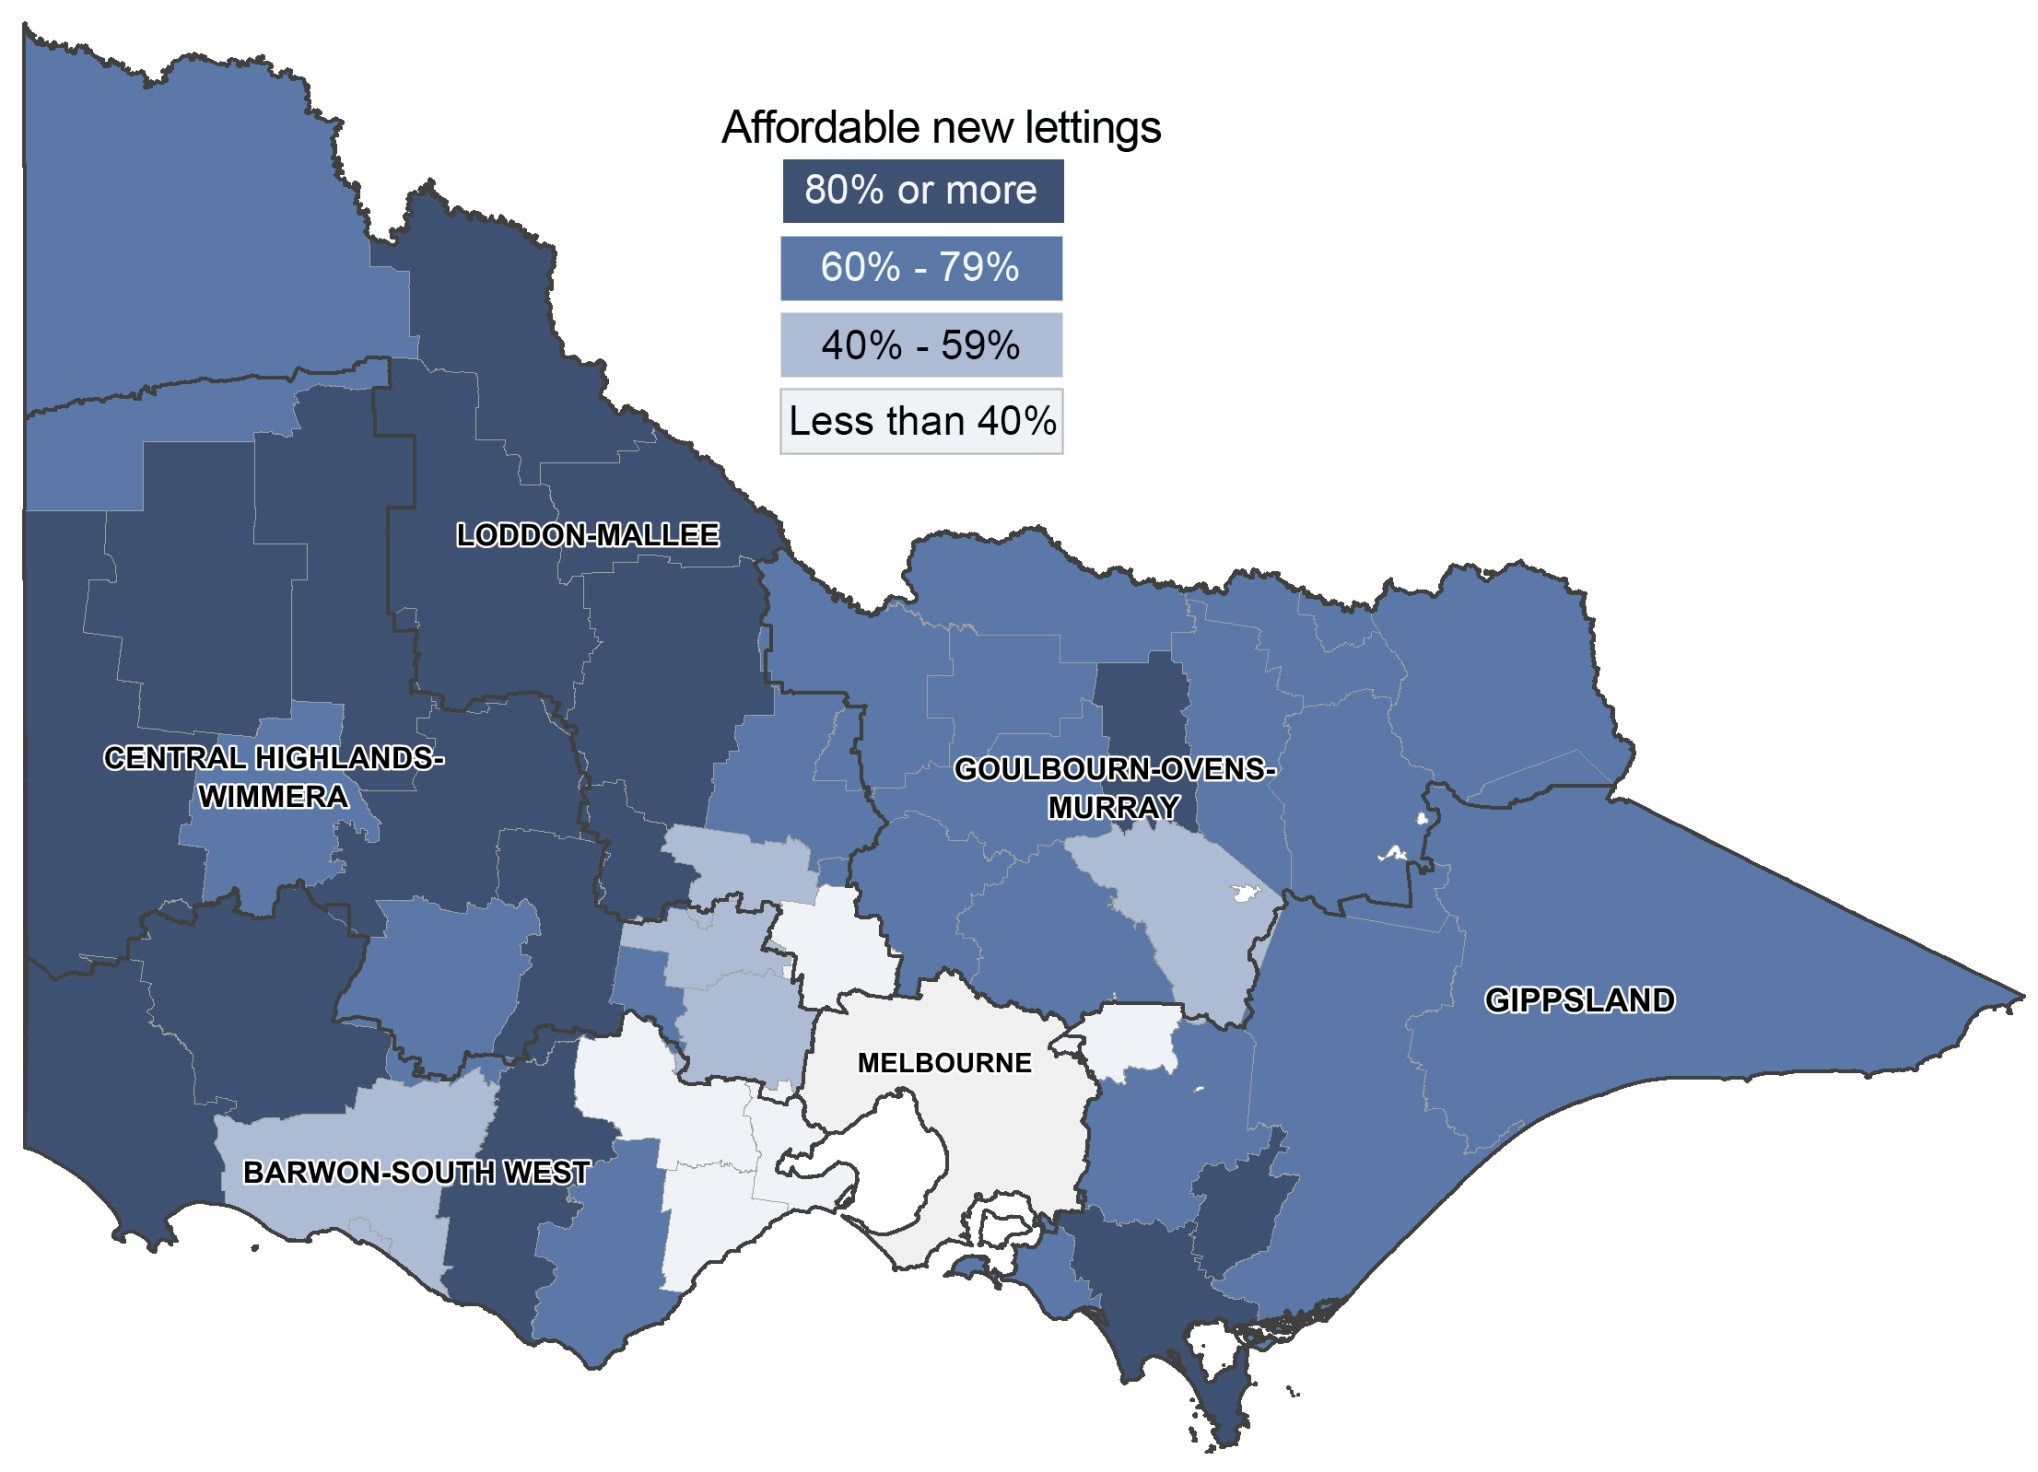 Affordable new lettings
80% or more
60% - 79%
40% - 59%
Less than 40%
LODDON-MALLEE
CENTRAL HIGHLANDS-
WIMMERA
GOULBOURN-OVENS-
MURRAY
GIPPSLAND
MELBOURNE
BARWON-SOUTH WEST